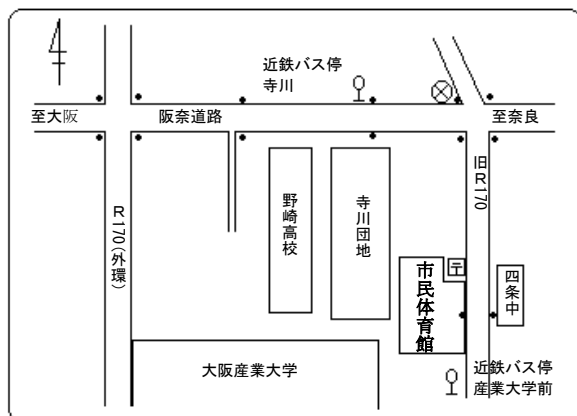 近鉄バス停
寺川
至大阪
阪奈道路
至奈良
旧R170
R170(外環)
野崎高校
寺川団地
市民体育館
〒
四条中
大阪産業大学
近鉄バス停
産業大学前